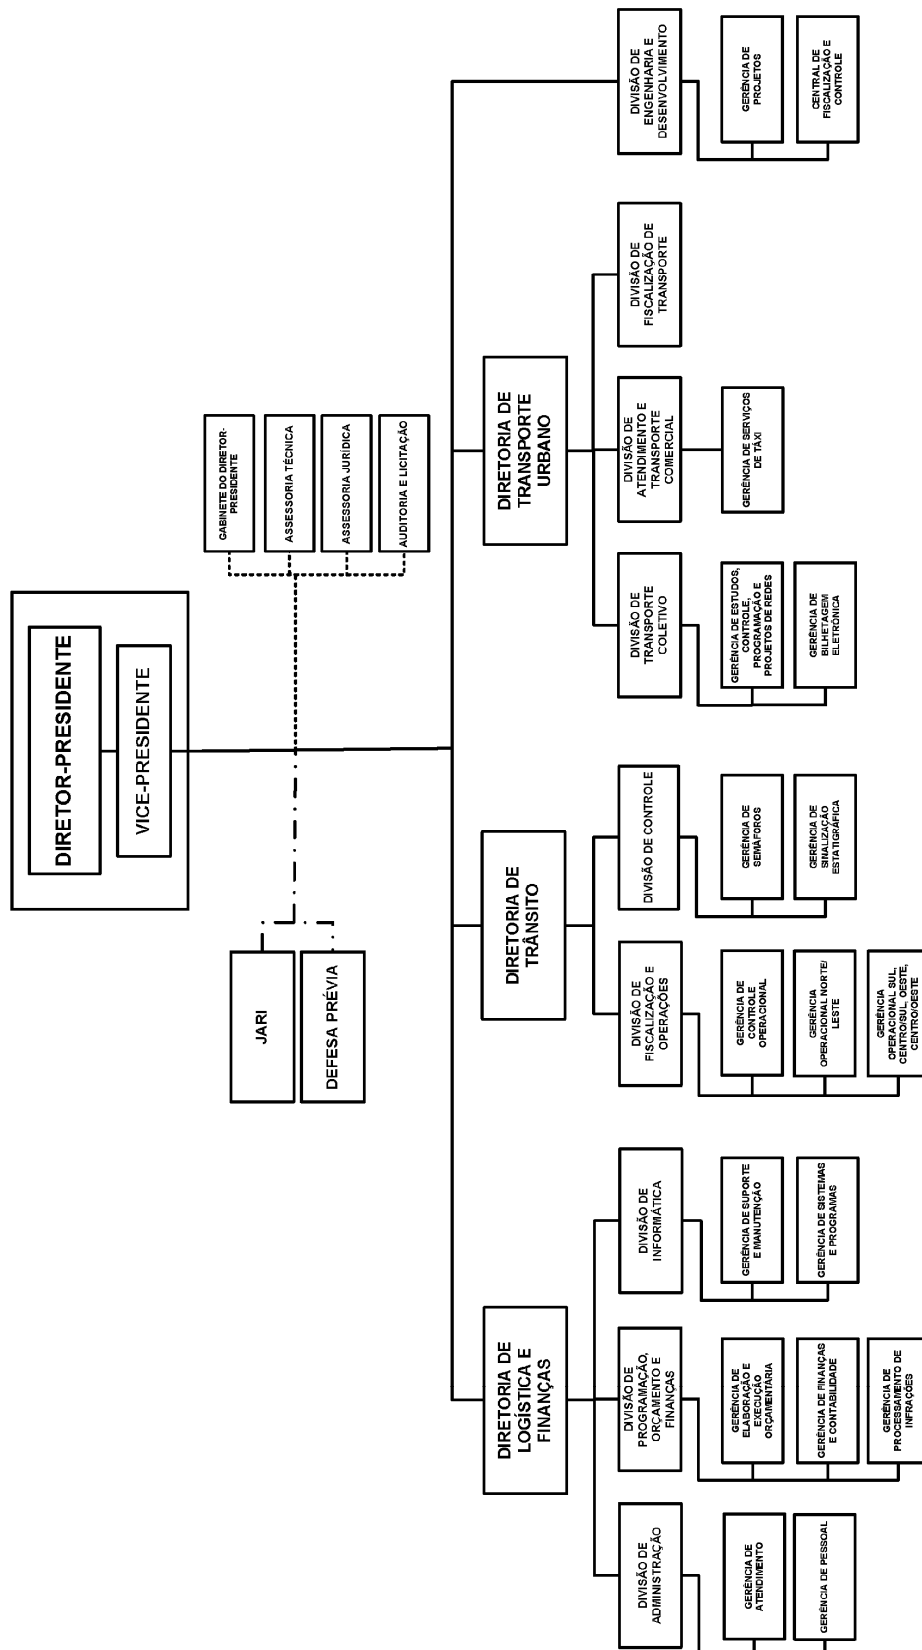 DIRETOR-PRESIDENTE
VICE-PRESIDENTE
JARI
DEFESA PRÉVIA
GABINETE DO DIRETOR-
PRESIDENTE
ASSESSORIA TÉCNICA
ASSESSORIA JURÍDICA
AUDITORIA E LICITAÇÃO
DIRETORIA DE
LOGÍSTICA E
FINANÇAS
DIRETORIA DE
TRÂNSITO
DIRETORIA DE
TRANSPORTE
URBANO
DIVISÃO DE
ADMINISTRAÇÃO
DIVISÃO DE
PROGRAMAÇÃO,
ORÇAMENTO E
FINANÇAS
DIVISÃO DE
INFORMÁTICA
DIVISÃO DE
FISCALIZAÇÃO E
OPERAÇÕES
DIVISÃO DE CONTROLE
DIVISÃO DE
TRANSPORTE
COLETIVO
DIVISÃO DE
ATENDIMENTO E
TRANSPORTE
COMERCIAL
DIVISÃO DE
FISCALIZAÇÃO DE
TRANSPORTE
DIVISÃO DE
ENGENHARIA E
DESENVOLVIMENTO
GERÊNCIA DE
ATENDIMENTO
GERÊNCIA DE PESSOAL
GERÊNCIA DE
ELABORAÇÃO E
EXECUÇÃO
ORÇAMENTARIA
GERÊNCIA DE FINANÇAS
E CONTABILIDADE
GERÊNCIA DE
PROCESSAMENTO DE
INFRAÇÕES
GERÊNCIA DE SUPORTE
E MANUTENÇÃO
GERÊNCIA DE SISTEMAS
E PROGRAMAS
GERÊNCIA DE
CONTROLE
OPERACIONAL
GERÊNCIA
OPERACIONAL NORTE/
LESTE
GERÊNCIA
OPERACIONAL SUL,
CENTRO/SUL, OESTE,
CENTRO/OESTE
GERÊNCIA DE
SEMÁFOROS
GERÊNCIA DE
SINALIZAÇÃO
ESTATIGRÁFICA
GERÊNCIA DE ESTUDOS,
CONTROLE,
PROGRAMAÇÃO E
PROJETOS DE REDES
GERÊNCIA DE
BILHETAGEM
ELETRÔNICA
GERÊNCIA DE SERVIÇOS
DE TÁXI
GERÊNCIA DE
PROJETOS
CENTRAL DE
FISCALIZAÇÃO E
CONTROLE